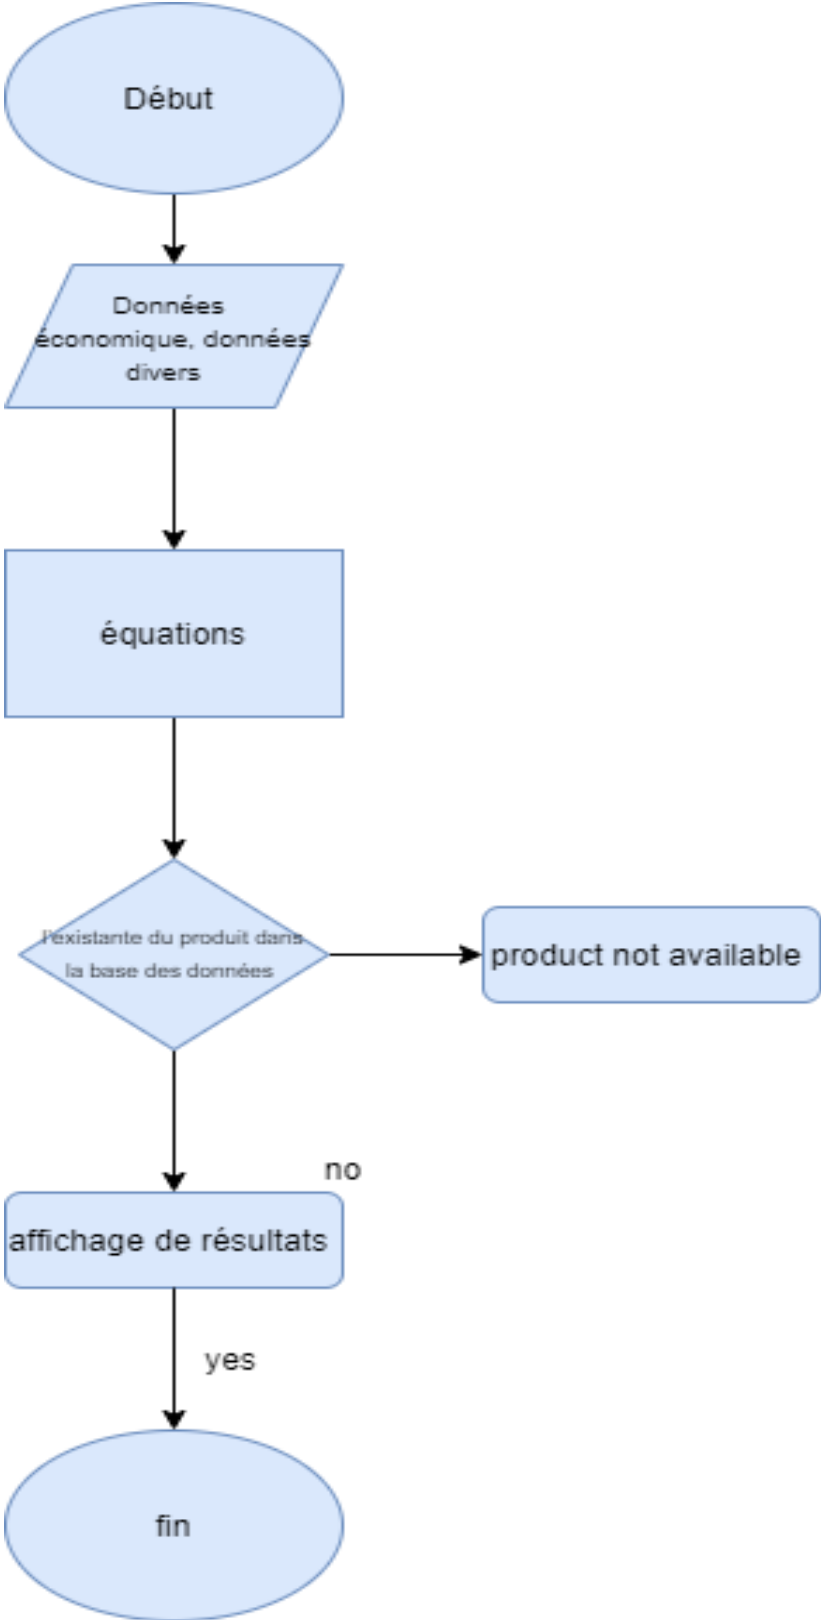 Début
Données
économique, données
divers
équations
l'existante du produit dans
la base des données
product not available
no
affichage de résultats
yes
fin